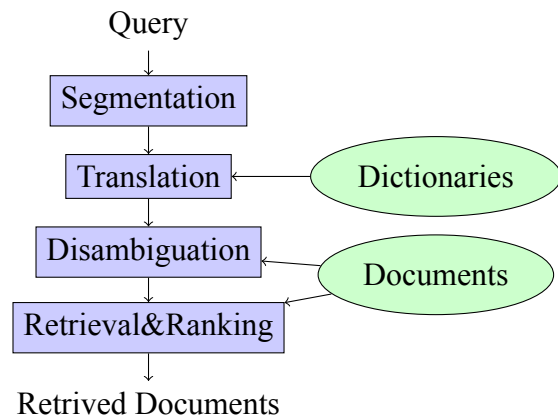 Query
Segmentation
Translation
Dictionaries
Disambiguation
Documents
Retrieval&Ranking
Retrived Documents